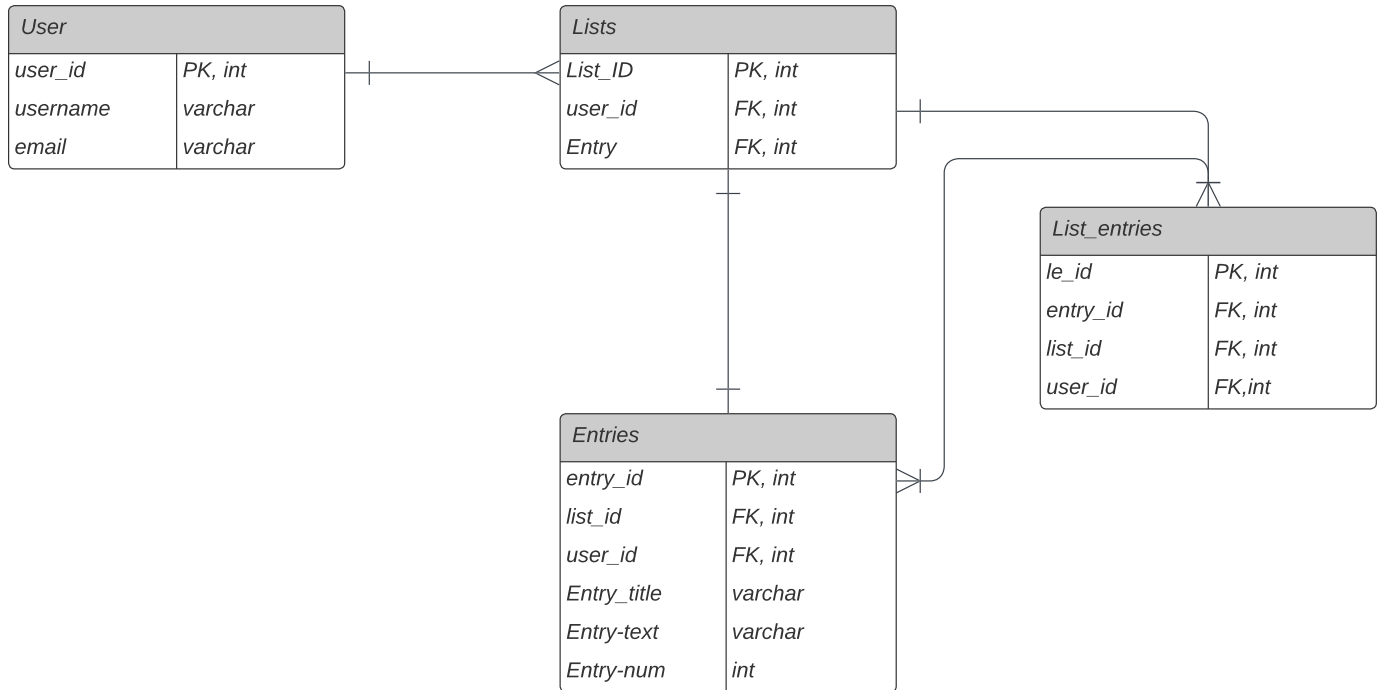 User
user_id PK, int
username varchar
email varchar
Lists
List_ID PK, int
user_id FK, int
Entry FK, int
List_entries
le_id PK, int
entry_id FK, int
list_id FK, int
user_id FK,int
Entries
entry_id PK, int
list_id FK, int
user_id FK, int
Entry_title varchar
Entry-text varchar
Entry-num int